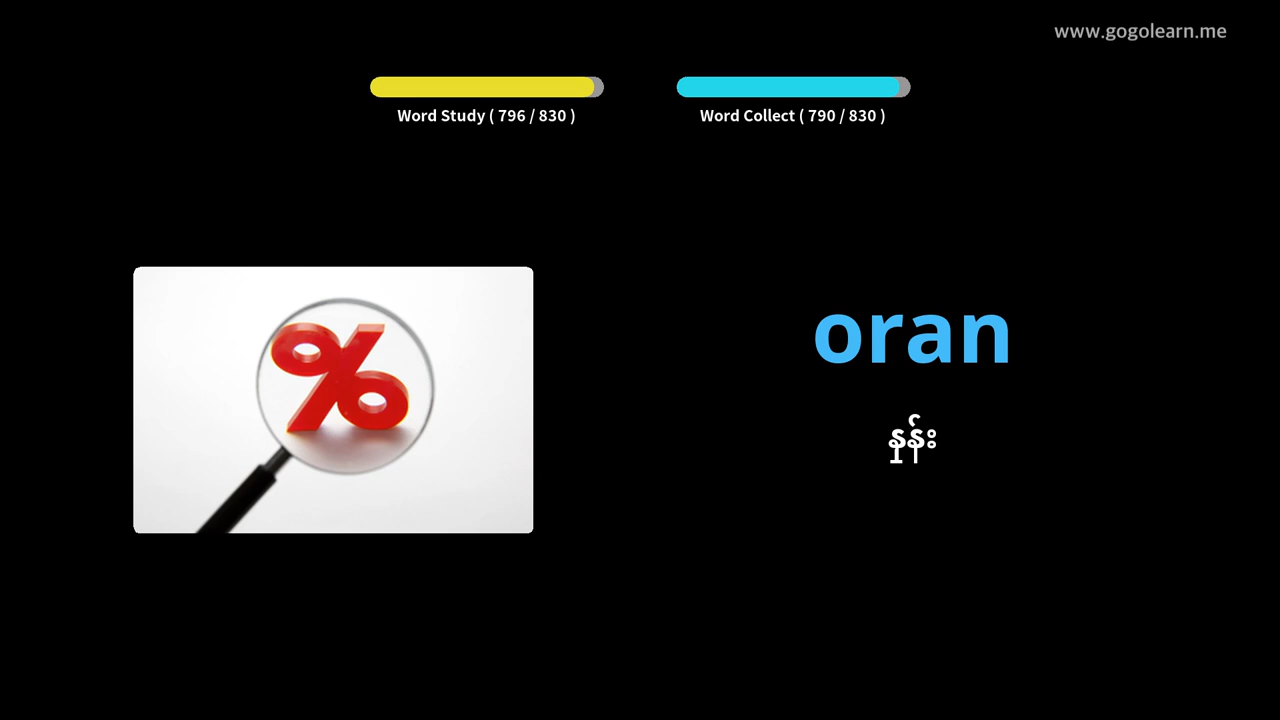 www.gogolearn.me
Word Study ( 796 / 830 )
Word Collect ( 790 / 830 )
%
oran
နှုန်း